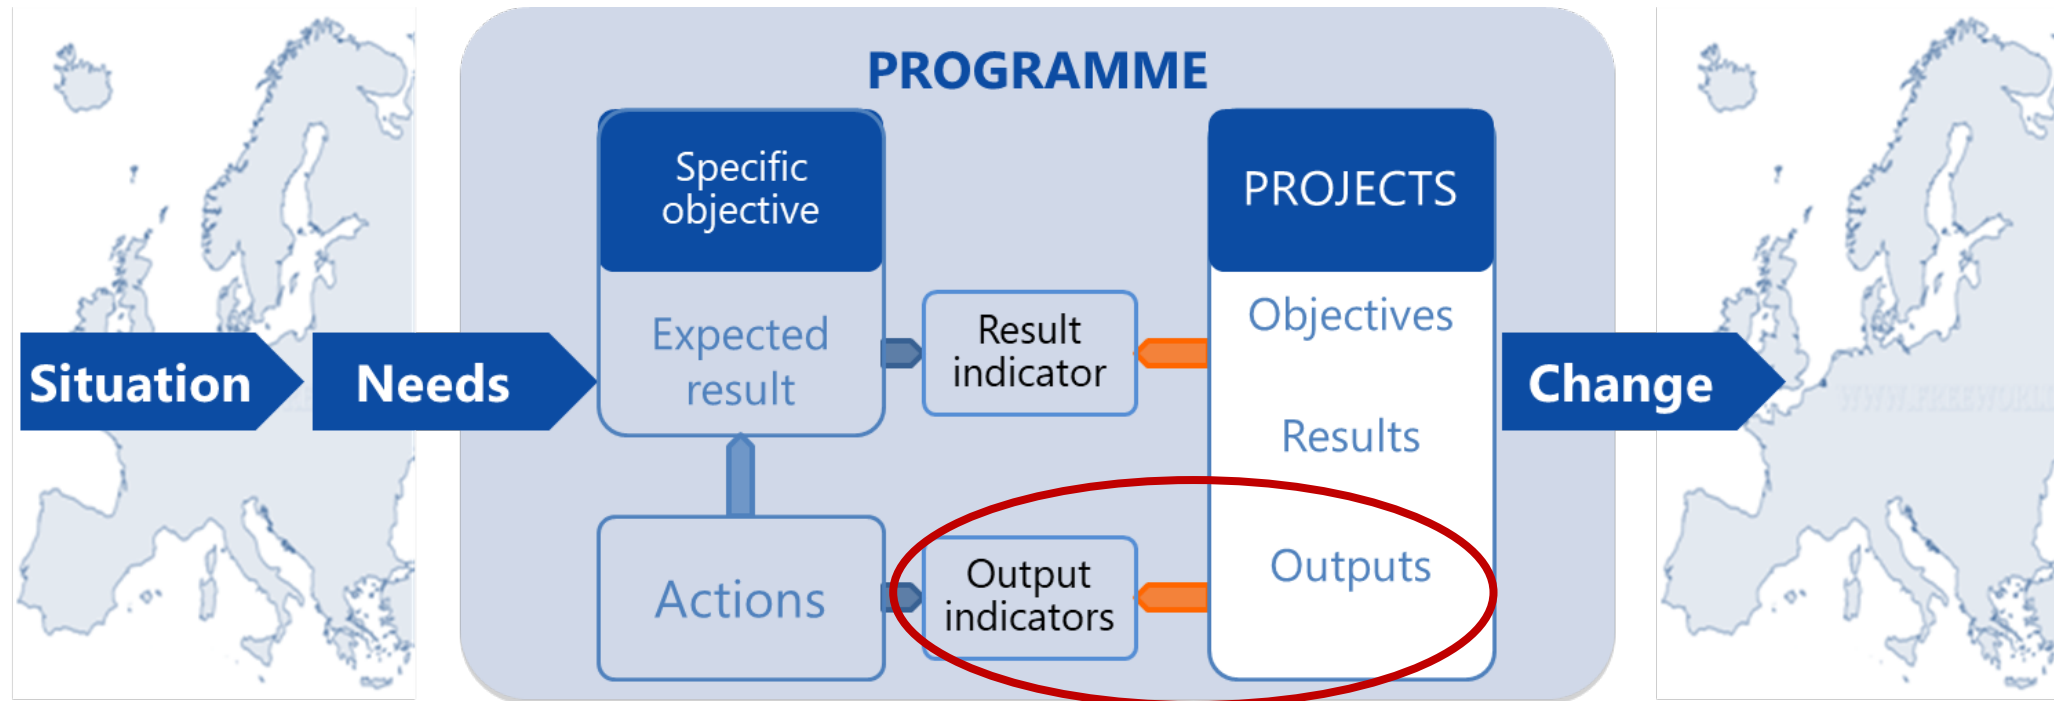 PROGRAMME
Specific
objective
PROJECTS
Expected
result
Result
indicator
Objectives
Situation
Needs
Change
Results
Actions
Output
indicators
Outputs